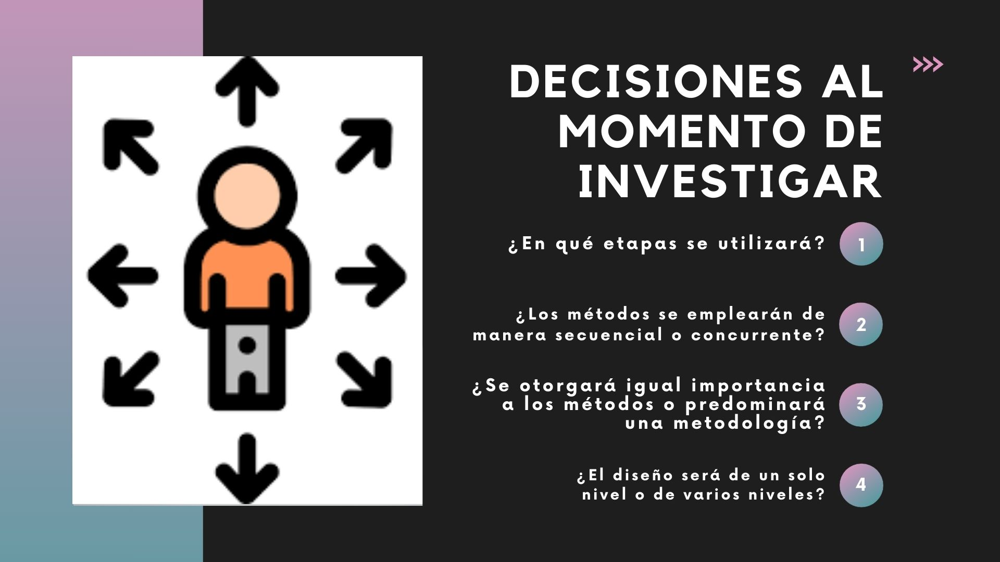 DECISIONES AL
MOMENTO DE
INVESTIGAR
¿En qué etapas se utilizará?
1
¿Los métodos se emplearán de
manera secuencial o concurrente?
2
¿Se otorgará igual importancia
a los métodos o predominará
una metodología?
3
¿El diseño será de un solo
nivel o de varios niveles?
4